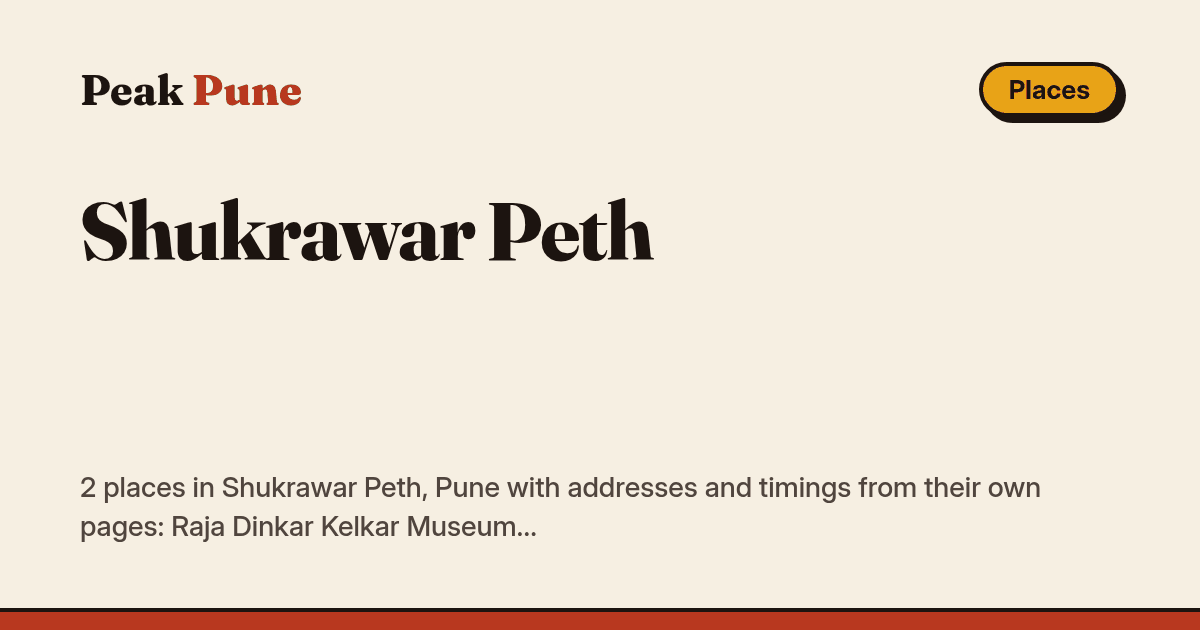 Peak Pune
Places
Shukrawar Peth
2 places in Shukrawar Peth, Pune with addresses and timings from their own
pages: Raja Dinkar Kelkar Museum...